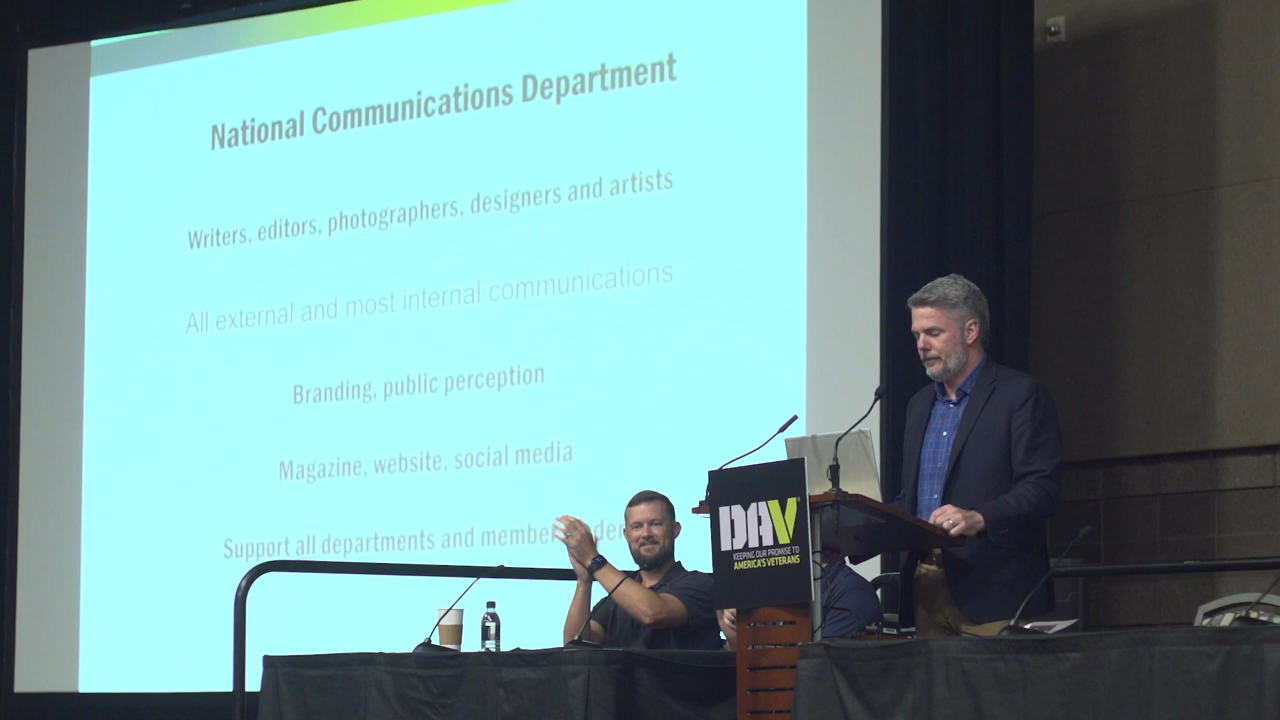 National Communications Department
Writers, editors, photographers, designers and artists
All external and most internal communications
Branding, public perception
Magazine, website, social media
Support all departments and member
DAV
KEEPING OUR PROMISE TO
AMERICA'S VETERANS